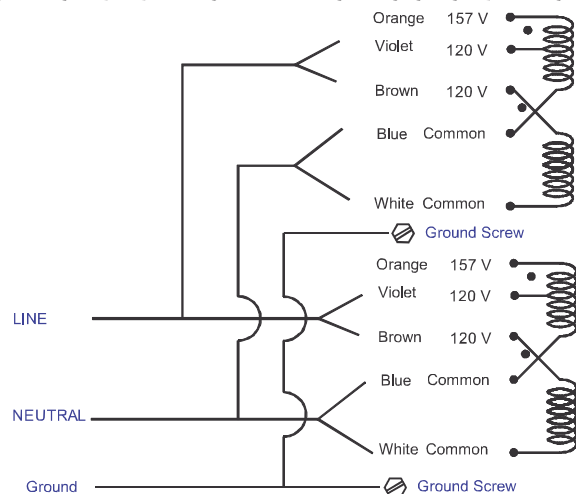 Orange 157 V
Violet 120 V
Brown 120 V
Blue Common
White Common
Ground Screw
Orange 157 V
Violet 120 V
LINE
Brown 120 V
Blue Common
NEUTRAL
White Common
Ground
Ground Screw